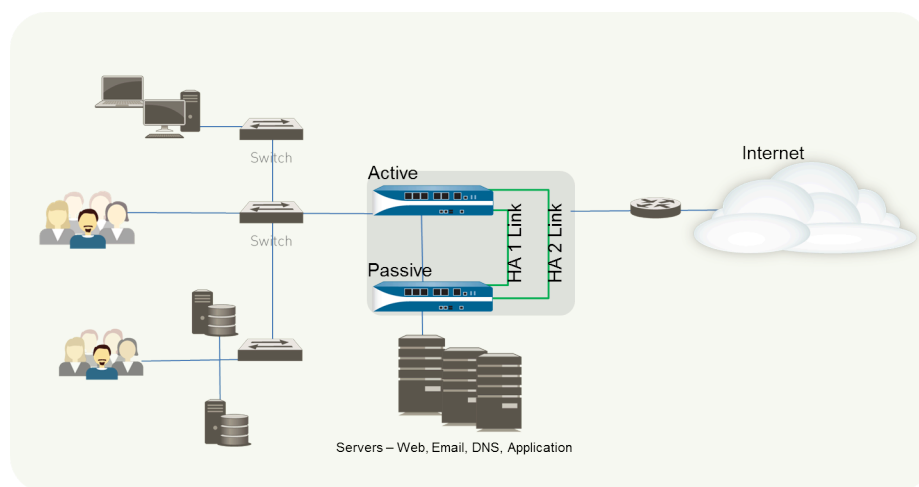 Switch
Active
Internet
Switch
HA 1 Link
HA 2 Link
Passive
Servers – Web, Email, DNS, Application